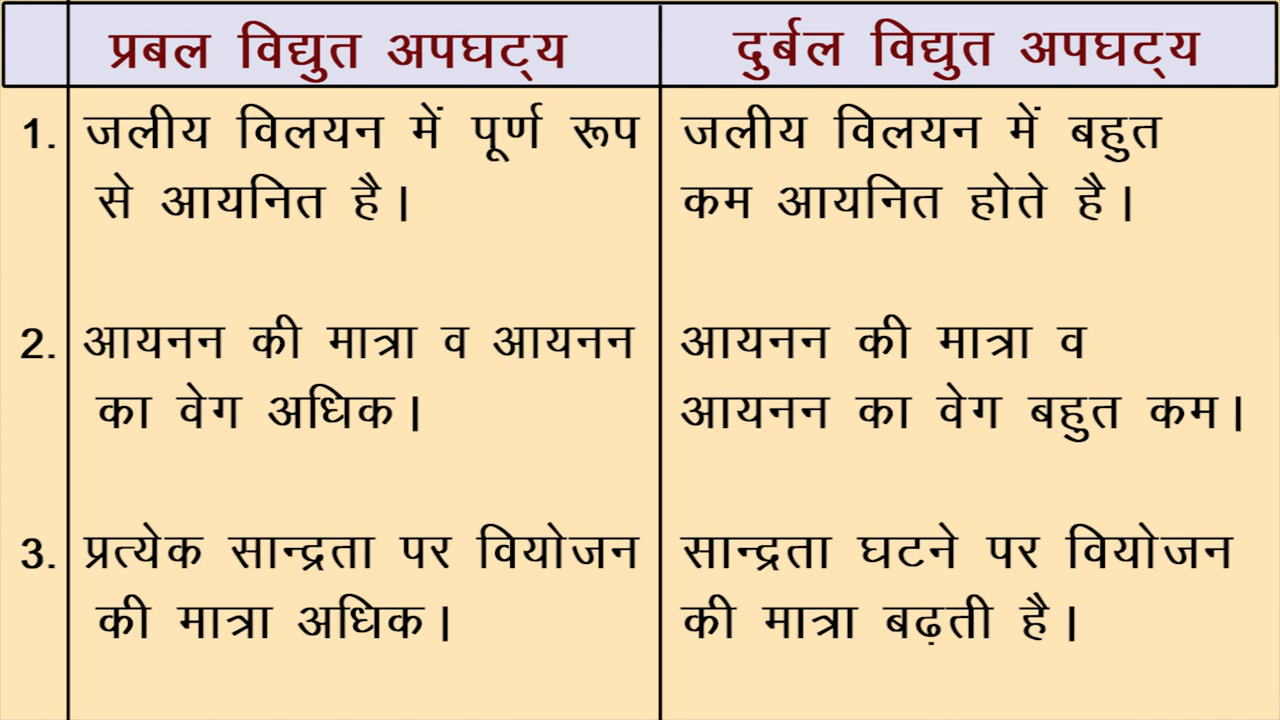 प्रबल विद्युत अपघट्य
दुर्बल विद्युत अपघट्य
1. जलीय विलयन में पूर्ण रूप
से आयनित है।
जलीय विलयन में बहुत
कम आयनित होते है।
2. आयनन की मात्रा व आयनन
का वेग अधिक।
आयनन की मात्रा व
आयनन का वेग बहुत कम।
3. प्रत्येक सान्द्रता पर वियोजन
की मात्रा अधिक।
सान्द्रता घटने पर वियोजन
की मात्रा बढ़ती है।